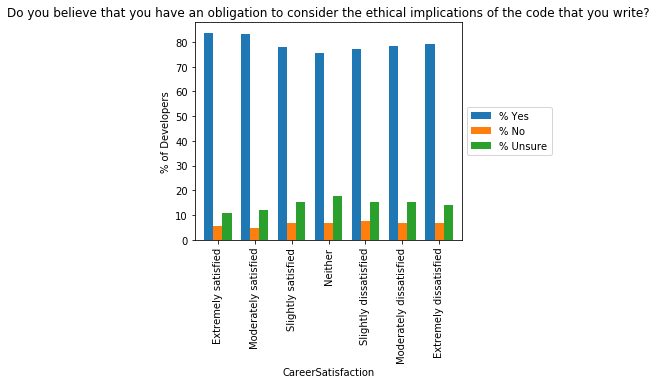 Do you believe that you have an obligation to consider the ethical implications of the code that you write?
% of Developers
80
70
60
50
40
30
20
10
0
% Yes
% No
% Unsure
Extremely satisfied
Moderately satisfied
Slightly satisfied
Neither
Slightly dissatisfied
Moderately dissatisfied
Extremely dissatisfied
CareerSatisfaction